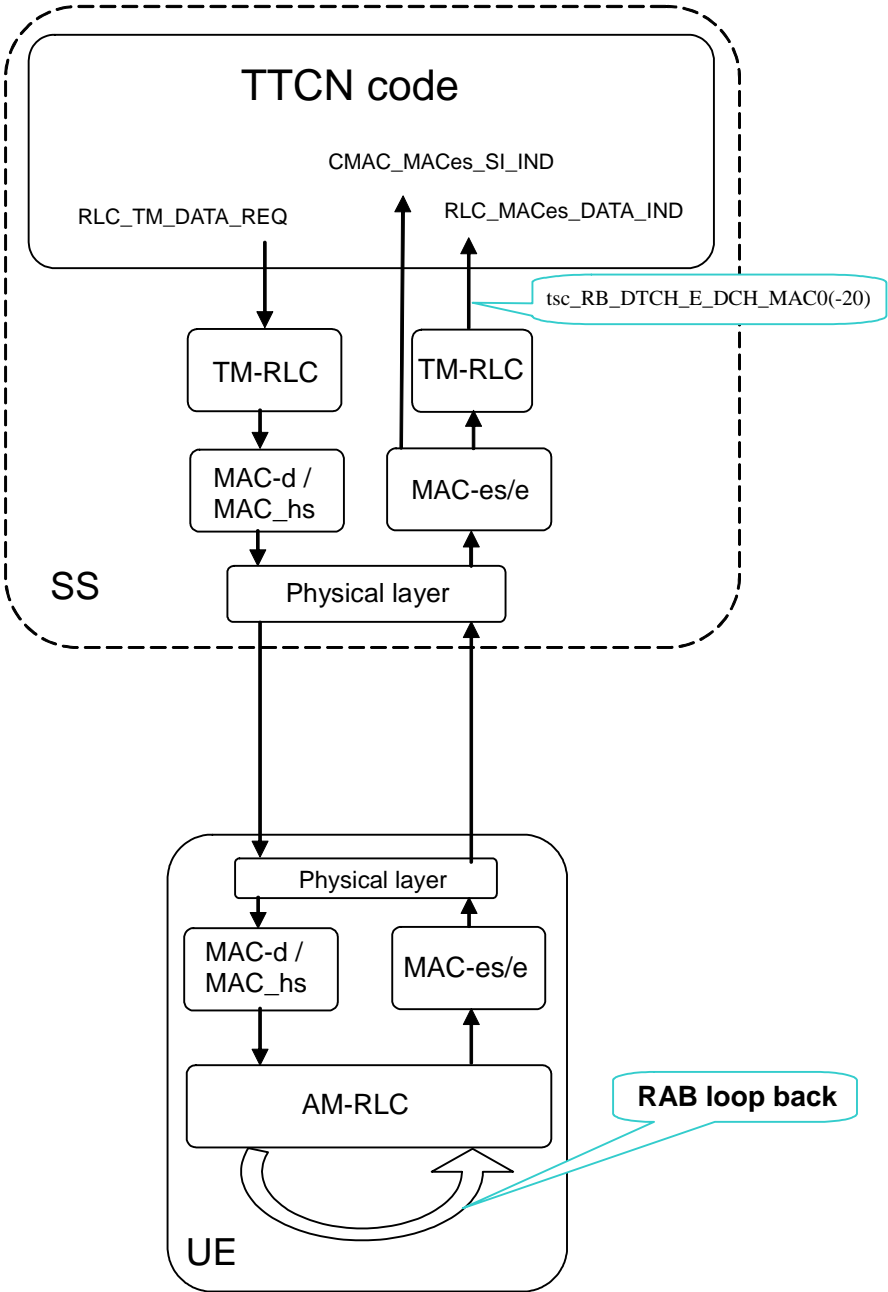 TTCN code
CMAC_MACes_SI_IND
RLC_TM_DATA_REQ
RLC_MACes_DATA_IND
tsc_RB_DTCH_E_DCH_MAC0(-20)
TM-RLC
TM-RLC
MAC-d /
MAC_hs
MAC-es/e
SS
Physical layer
Physical layer
MAC-d /
MAC_hs
MAC-es/e
AM-RLC
RAB loop back
UE